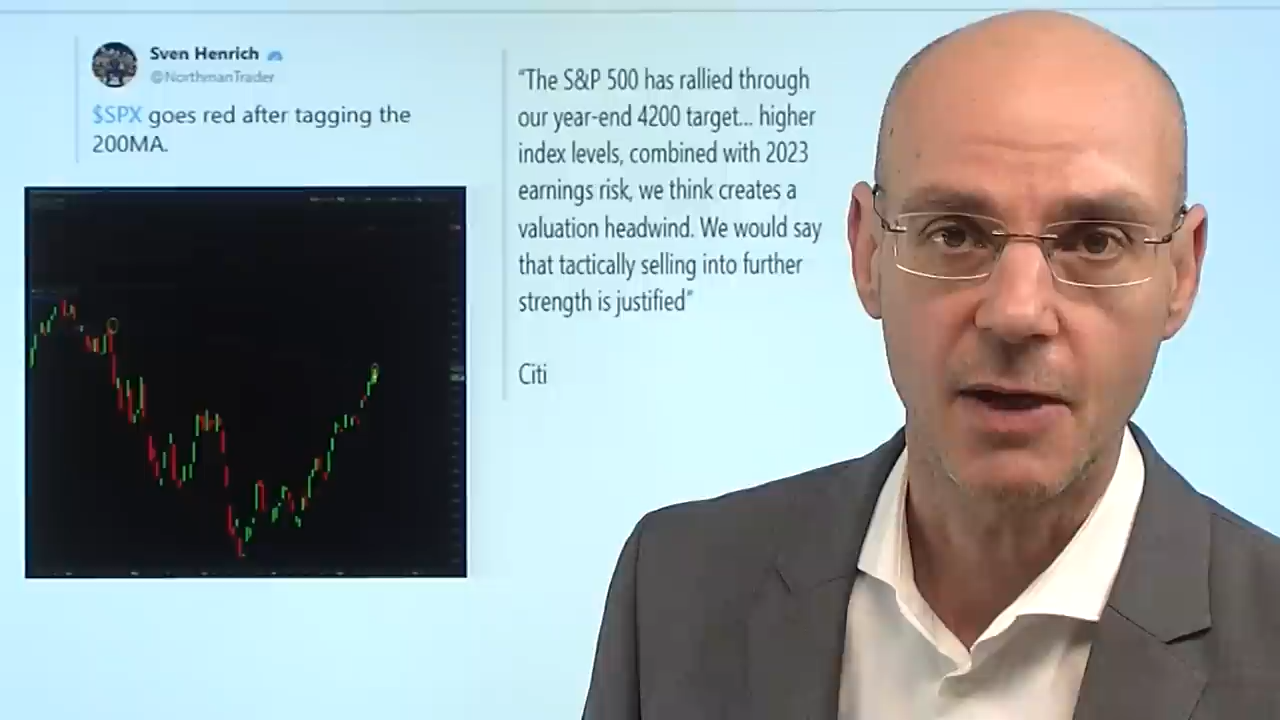 Sven Henrich
@NorthmanTrader
$SPX goes red after tagging the
200MA.
“The S&P 500 has rallied through
our year-end 4200 target... higher
index levels, combined with 2023
earnings risk, we think creates a
valuation headwind. We would say
that tactically selling into further
strength is justified”
Citi